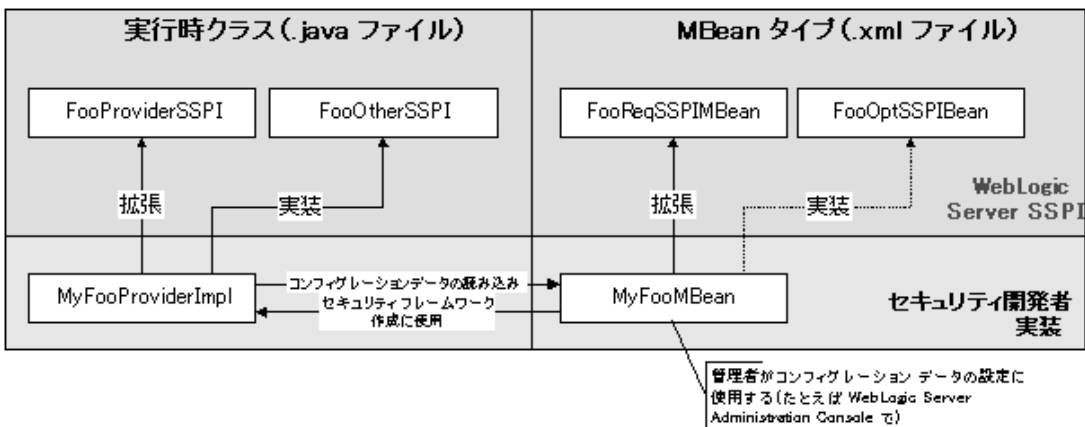 実行時クラス(.java ファイル)
MBean タイプ(.xml ファイル)
FooProviderSSPI
FooOtherSSPI
FooReqSSPIMBean
FooOptSSPIBean
拡張
実装
拡張
実装
WebLogic
Server SSPI
MyFooProviderImpl
コンフィグレーションデータの読み込み
セキュリティフレームワーク
作成に使用
MyFooMBean
セキュリティ開発者
実装
管理者がコンフィグレーション データの設定に
使用する(たとえば WebLogic Server
Administration Console で)